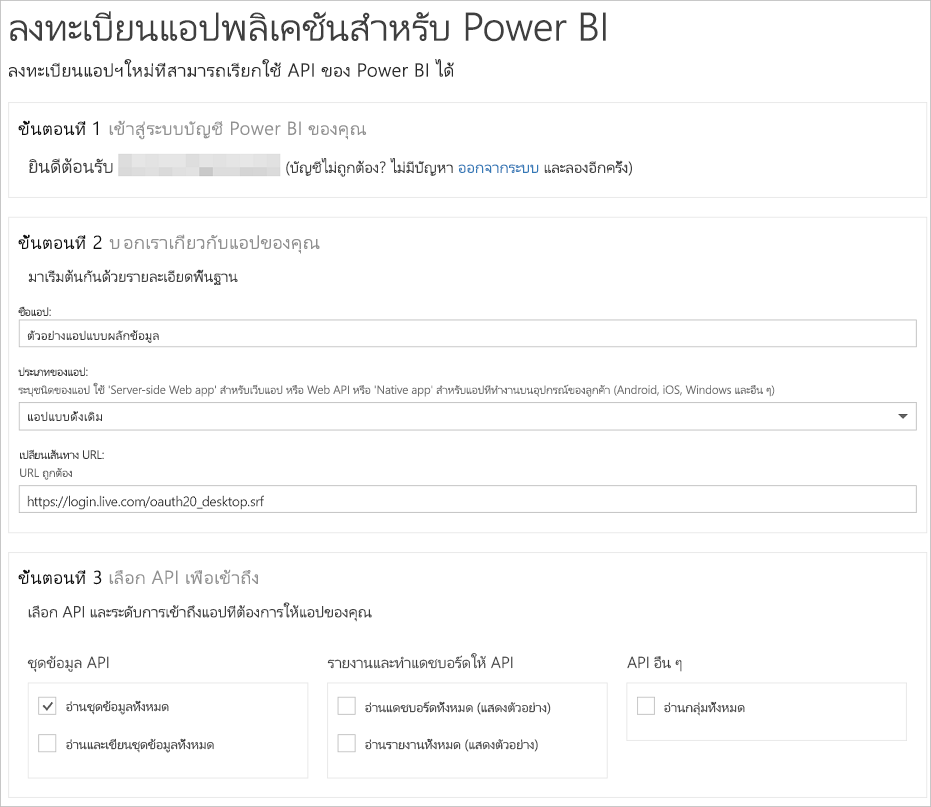 ลงทะเบียนแอปพลิเคชันสำหรับ Power BI
ลงทะเบียนแอปฯใหม่ที่สามารถเรียกใช้ API ของ Power BI ได้
ขั้นตอนที่ 1 เข้าสู่ระบบบัญชี Power BI ของคุณ
ยินดีต้อนรับ (บัญชีไม่ถูกต้อง? ไม่มีปัญหา ออกจากระบบ และลองอีกครั้ง)
ขั้นตอนที่ 2 บอกเราเกี่ยวกับแอปของคุณ
มาเริ่มต้นกันด้วยรายละเอียดพื้นฐาน
ชื่อแอป:
ตัวอย่างแอปแบบผลักข้อมูล
ประเภทของแอป:
ระบุชนิดของแอป ใช้ 'Server-side Web app' สำหรับเว็บแอป หรือ Web API หรือ 'Native app' สำหรับแอปที่ทำงานบนอุปกรณ์ของลูกค้า (Android, iOS, Windows และอื่น ๆ)
แอปแบบดั้งเดิม
เปลี่ยนเส้นทาง URL:
URL ถูกต้อง
https://login.live.com/oauth20_desktop.srf
ขั้นตอนที่ 3 เลือก API เพื่อเข้าถึง
เลือก API และระดับการเข้าถึงแอปที่ต้องการให้แอปของคุณ
ชุดข้อมูล API
อ่านชุดข้อมูลทั้งหมด
อ่านและเขียนชุดข้อมูลทั้งหมด
รายงานและทำแดชบอร์ดให้ API
อ่านแดชบอร์ดทั้งหมด (แสดงตัวอย่าง)
อ่านรายงานทั้งหมด (แสดงตัวอย่าง)
API อื่น ๆ
อ่านกลุ่มทั้งหมด